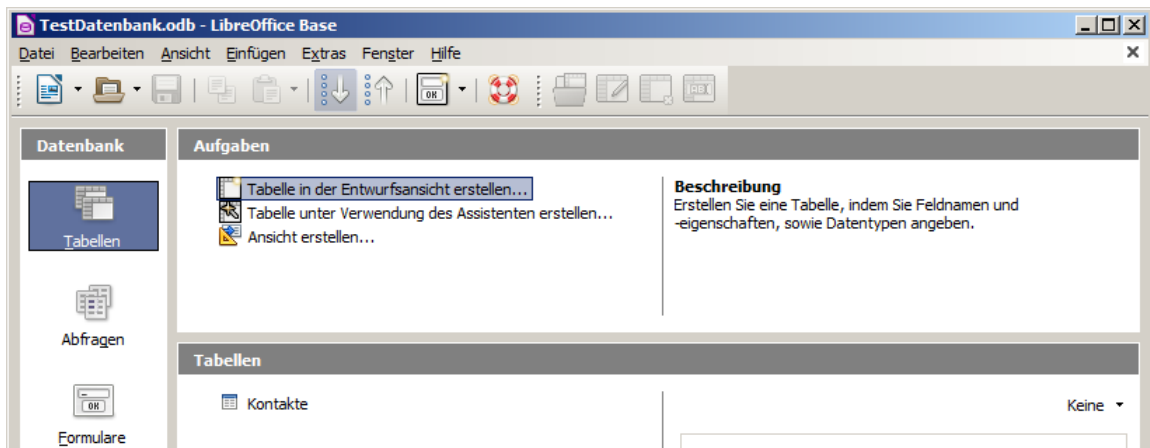 TestDatenbank.odb - LibreOffice Base
Datei Bearbeiten Ansicht Einfügen Extras Fenster Hilfe
Datenbank
Aufgaben
Tabellen
Abfragen
Formulare
Tabelle in der Entwurfsansicht erstellen...
Tabelle unter Verwendung des Assistenten erstellen...
Ansicht erstellen...
Beschreibung
Erstellen Sie eine Tabelle, indem Sie Feldnamen und
-eigenschaften, sowie Datentypen angeben.
Tabellen
Kontakte
Keine